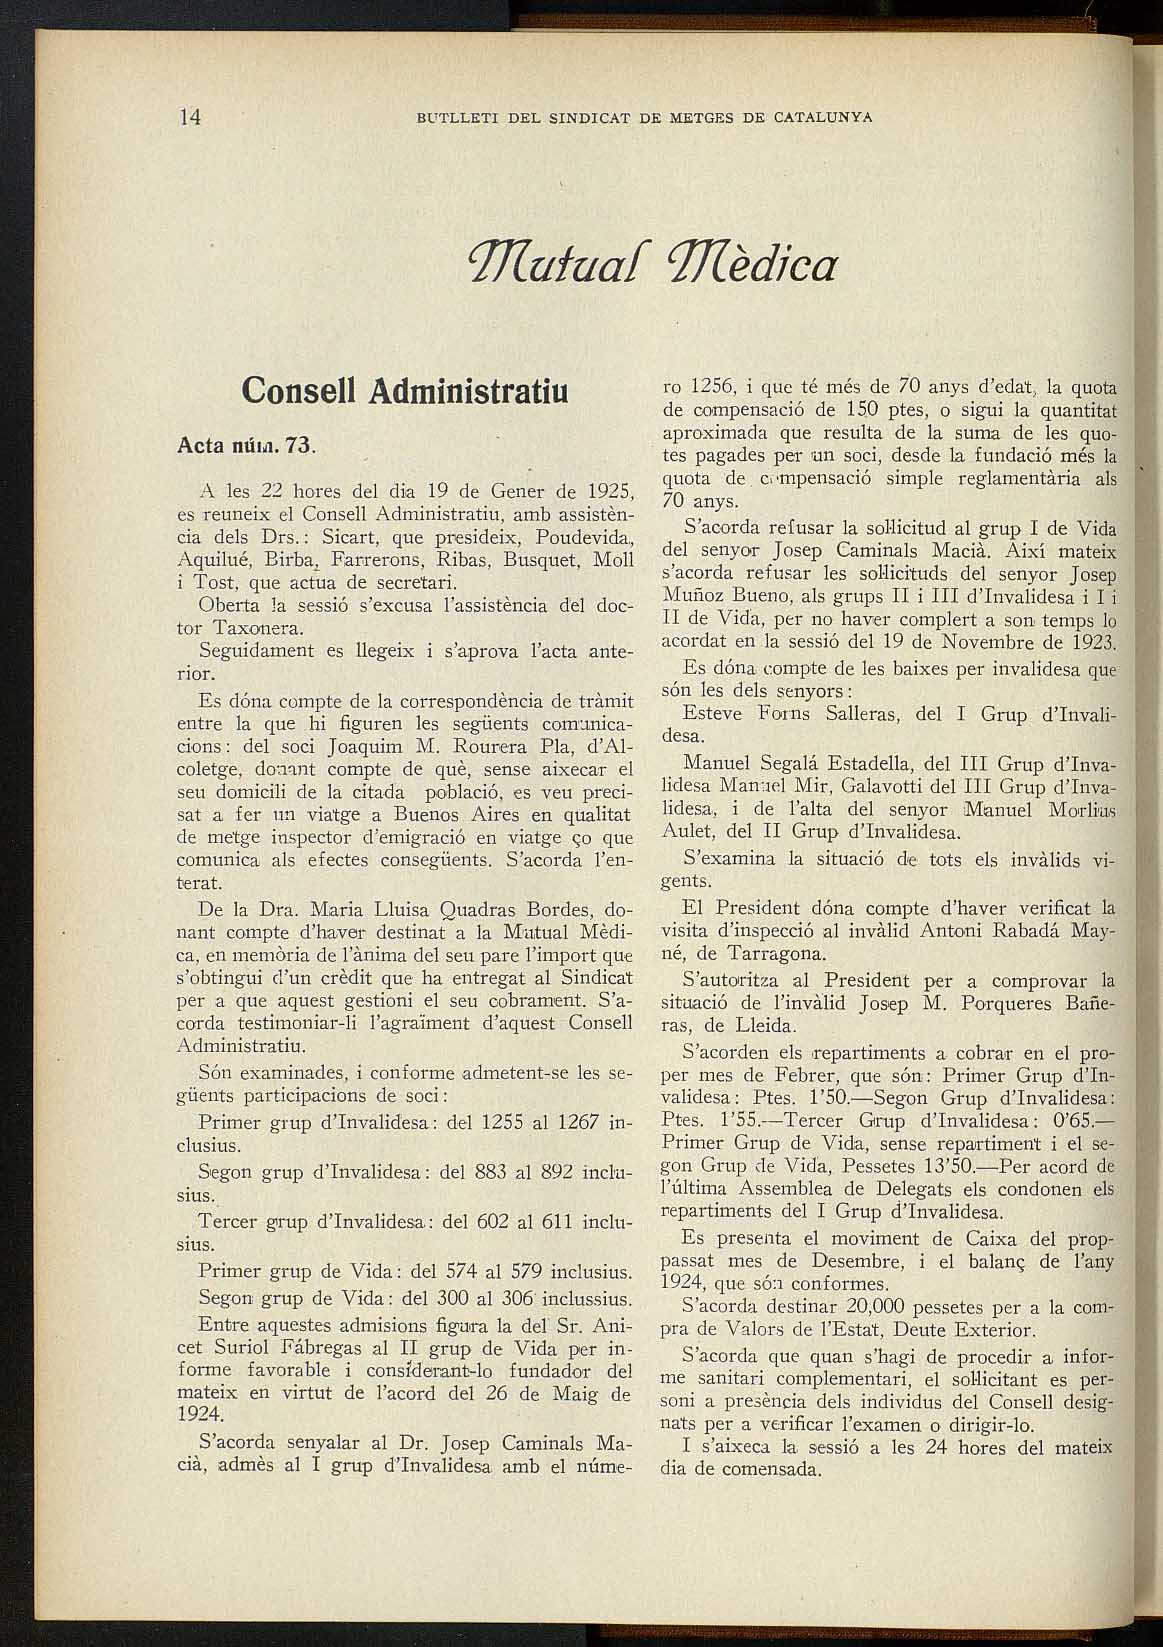 14
BUTLLETI DEL SINDICAT DE METGES DE CATALUNYA
Mutual Mèdica
Consell Administratiu
Acta núm. 73.
A les 22 hores del dia 19 de Gener de 1925,
es reuneix el Consell Administratiu, amb assistèn-
cia dels Drs.: Sicart, que presideix, Poudevida,
Aquilué, Birba, Farrerons, Ribas, Busquet, Moll
i Tost, que actua de secretari.
Oberta la sessió s'excusa l'assistència del doc-
tor Taxonera.
Seguidament es llegeix i s'aprova l'acta ante-
rior.
Es dóna compte de la correspondència de tràmit
entre la que hi figuren les següents comunica-
cions: del soci Joaquim M. Rourera Pla, d'Al-
coletge, donant compte de què, sense aixecar el
seu domicili de la citada població, es veu preci-
sat a fer un viatge a Buenos Aires en qualitat
de metge inspector d'emigració en viatge ço que
comunica als efectes consegüents. S'acorda l'en-
terat.
De la Dra. Maria Lluisa Quadras Bordes, do-
nant compte d'haver destinat a la Mutual Mèdi-
ca, en memòria de l'ànima del seu pare l'import que
s'obtingui d'un crèdit que ha entregat al Sindicat
per a que aquest gestioni el seu cobrament. S'a-
corda testimoniar-li l'agraïment d'aquest Consell
Administratiu.
Són examinades, i conforme admetent-se les se-
güents participacions de soci:
Primer grup d'Invalidesa: del 1255 al 1267 in-
clusius.
Segon grup d'Invalidesa: del 883 al 892 inclu-
sius.
Tercer grup d'Invalidesa: del 602 al 611 inclu-
sius.
Primer grup de Vida: del 574 al 579 inclusius.
Segon grup de Vida: del 300 al 306 inclussius.
Entre aquestes admisions figura la del Sr. Ani-
cet Suriol Fábregas al II grup de Vida per in-
forme favorable i considerant-lo fundador del
mateix en virtut de l'acord del 26 de Maig de
1924.
S'acorda senyalar al Dr. Josep Caminals Ma-
cià, admès al I grup d'Invalidesa amb el núme-
ro 1256, i que té més de 70 anys d'edat, la quota
de compensació de 150 ptes, o sigui la quantitat
aproximada que resulta de la suma de les quo-
tes pagades per un soci, desde la fundació més la
quota de compensació simple reglamentària als
70 anys.
S'acorda refusar la sol·licitud al grup I de Vida
del senyor Josep Caminals Macià. Així mateix
s'acorda refusar les sol·licituds del senyor Josep
Muñoz Bueno, als grups II i III d'Invalidesa i I i
II de Vida, per no haver complert a son temps lo
acordat en la sessió del 19 de Novembre de 1923.
Es dóna compte de les baixes per invalidesa que
són les dels senyors:
Esteve Forns Salleras, del I Grup d'Invali-
desa.
Manuel Segalá Estadella, del III Grup d'Inva-
lidesa Manuel Mir, Galavotti del III Grup d'Inva-
lidesa, i de l'alta del senyor Manuel Morlius
Aulet, del II Grup d'Invalidesa.
S'examina la situació de tots els invàlids vi-
gents.
El President dóna compte d'haver verificat la
visita d'inspecció al invàlid Antoni Rabadá May-
né, de Tarragona.
S'autoritza al President per a comprovar la
situació de l'invàlid Josep M. Porqueres Bañe-
ras, de Lleida.
S'acorden els repartiments a cobrar en el pro-
per mes de Febrer, que són: Primer Grup d'In-
validesa: Ptes. 1'50.—Segon Grup d'Invalidesa:
Ptes. 1'55.—Tercer Grup d'Invalidesa: 0'65.—
Primer Grup de Vida, sense repartiment i el se-
gon Grup de Vida, Pessetes 13'50.—Per acord de
l'última Assemblea de Delegats els condonen els
repartiments del I Grup d'Invalidesa.
Es presenta el moviment de Caixa del prop-
passat mes de Desembre, i el balanç de l'any
1924, que són conformes.
S'acorda destinar 20,000 pessetes per a la com-
pra de Valors de l'Estat, Deute Exterior.
S'acorda que quan s'hagi de procedir a infor-
me sanitari complementari, el sol·licitant es per-
soni a presència dels individus del Consell desig-
nats per a verificar l'examen o dirigir-lo.
I s'aixeca la sessió a les 24 hores del mateix
dia de comensada.